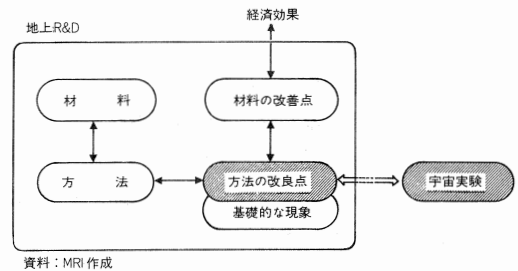 経済効果
地上R&D
材 料
材料の改善点
方 法
方法の改良点
宇宙実験
基礎的な現象
資料：MRI作成